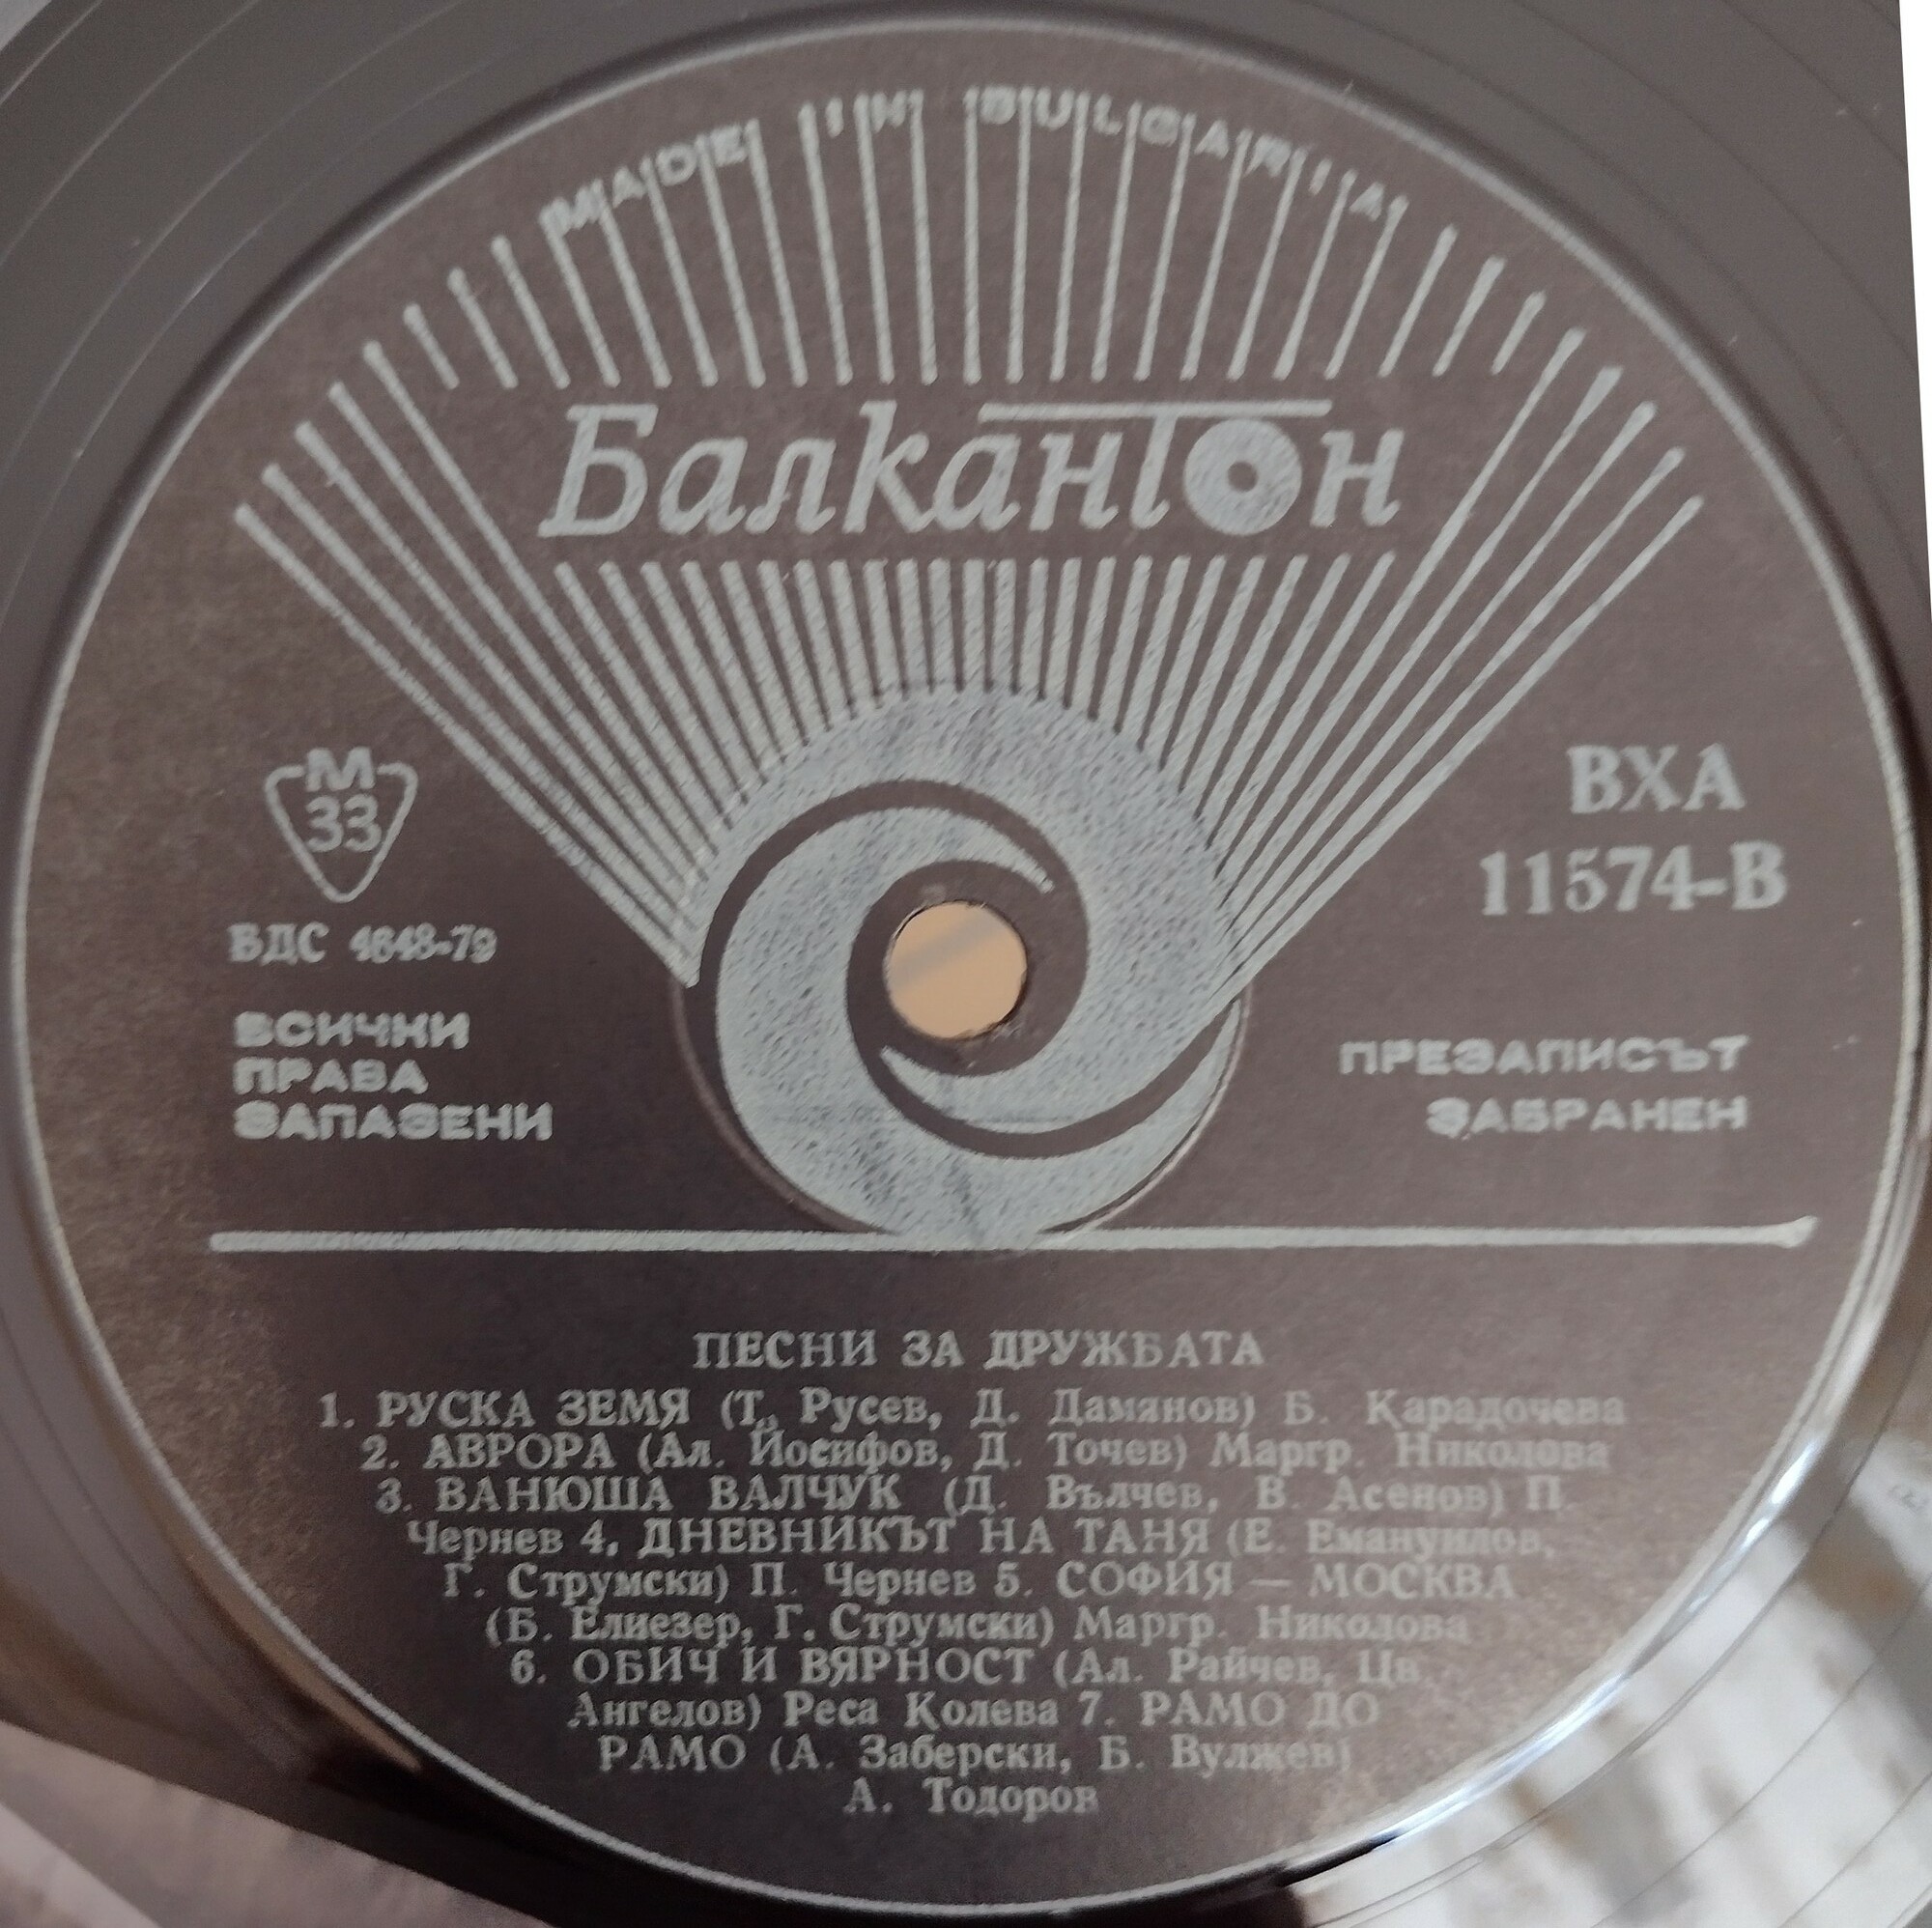 MADE IN BULGARIA
Балкантон
М
33
БДС 4648-79
ВСИЧКИ
ПРАВА
ЗАПАЗЕНИ
ВХА
11574-В
ПРЕЗАПИСЪТ
ЗАБРАНЕН
ПЕСНИ ЗА ДРУЖБАТА
1. РУСКА ЗЕМЯ (Т. Русев, Д. Дамянов) Б. Карадочева
2. АВРОРА (Ал. Йосифов, Д. Точев) Маргр. Николова
3. ВАНЮША ВАЛЧУК (Д. Вълчев, В. Асенов) П.
Чернев 4. ДНЕВНИКЪТ НА ТАНЯ (Е. Емануилов,
Г. Струмски) П. Чернев 5. СОФИЯ — МОСКВА
(Б. Елиезер, Г. Струмски) Маргр. Николова
6. ОБИЧ И ВЯРНОСТ (Ал. Райчев, Цв.
Ангелов) Реса Колева 7. РАМО ДО
РАМО (А. Заберски, Б. Вулжев)
А. Тодоров